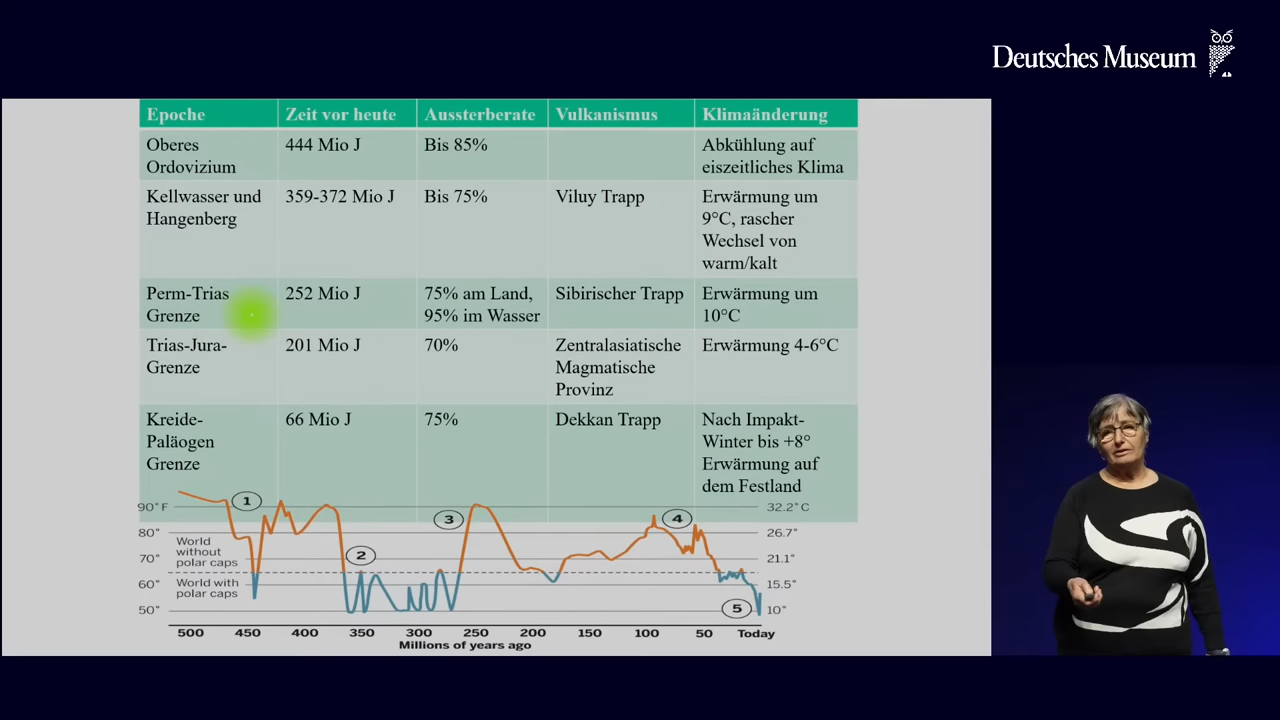 Deutsches Museum
Epoche Zeit vor heute Aussterberate Vulkanismus Klimaänderung
Oberes 444 Mio J Bis 85% Abkühlung auf
Ordovizium eiszeitliches Klima
Kellwasser und 359-372 Mio J Bis 75% Viluy Trapp Erwärmung um
Hangenberg 9°C, rascher
Wechsel von
warm/kalt
Perm-Trias 252 Mio J 75% am Land, Sibirischer Trapp Erwärmung um
Grenze 95% im Wasser 10°C
Trias-Jura- 201 Mio J 70% Zentralasiatische Erwärmung 4-6°C
Grenze Magmatische
Provinz
Kreide- 66 Mio J 75% Dekkan Trapp Nach Impakt-
Paläogen Winter bis +8°
Grenze Erwärmung auf
dem Festland
1
90°F 32.2°C
3 4
80° 26.7°
World
without
polar caps
2
70° 21.1°
World with
polar caps
60° 15.5°
5
50° 10°
500 450 400 350 300 250 200 150 100 50 Today
Millions of years ago